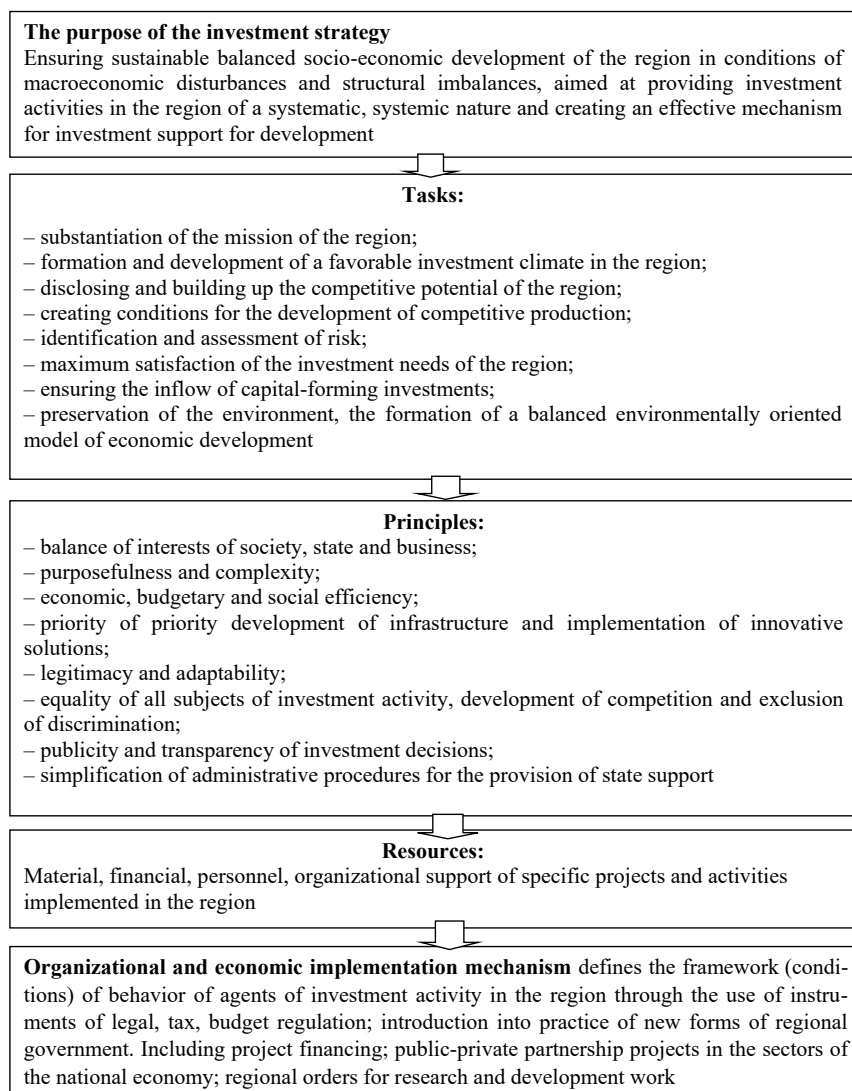 The purpose of the investment strategy
Ensuring sustainable balanced socio-economic development of the region in conditions of
macroeconomic disturbances and structural imbalances, aimed at providing investment
activities in the region of a systematic, systemic nature and creating an effective mechanism
for investment support for development
Tasks:
– substantiation of the mission of the region;
– formation and development of a favorable investment climate in the region;
– disclosing and building up the competitive potential of the region;
– creating conditions for the development of competitive production;
– identification and assessment of risk;
– maximum satisfaction of the investment needs of the region;
– ensuring the inflow of capital-forming investments;
– preservation of the environment, the formation of a balanced environmentally oriented
model of economic development
Principles:
– balance of interests of society, state and business;
– purposefulness and complexity;
– economic, budgetary and social efficiency;
– priority of priority development of infrastructure and implementation of innovative
solutions;
– legitimacy and adaptability;
– equality of all subjects of investment activity, development of competition and exclusion
of discrimination;
– publicity and transparency of investment decisions;
– simplification of administrative procedures for the provision of state support
Resources:
Material, financial, personnel, organizational support of specific projects and activities
implemented in the region
Organizational and economic implementation mechanism defines the framework (condi-
tions) of behavior of agents of investment activity in the region through the use of instru-
ments of legal, tax, budget regulation; introduction into practice of new forms of regional
government. Including project financing; public-private partnership projects in the sectors of
the national economy; regional orders for research and development work